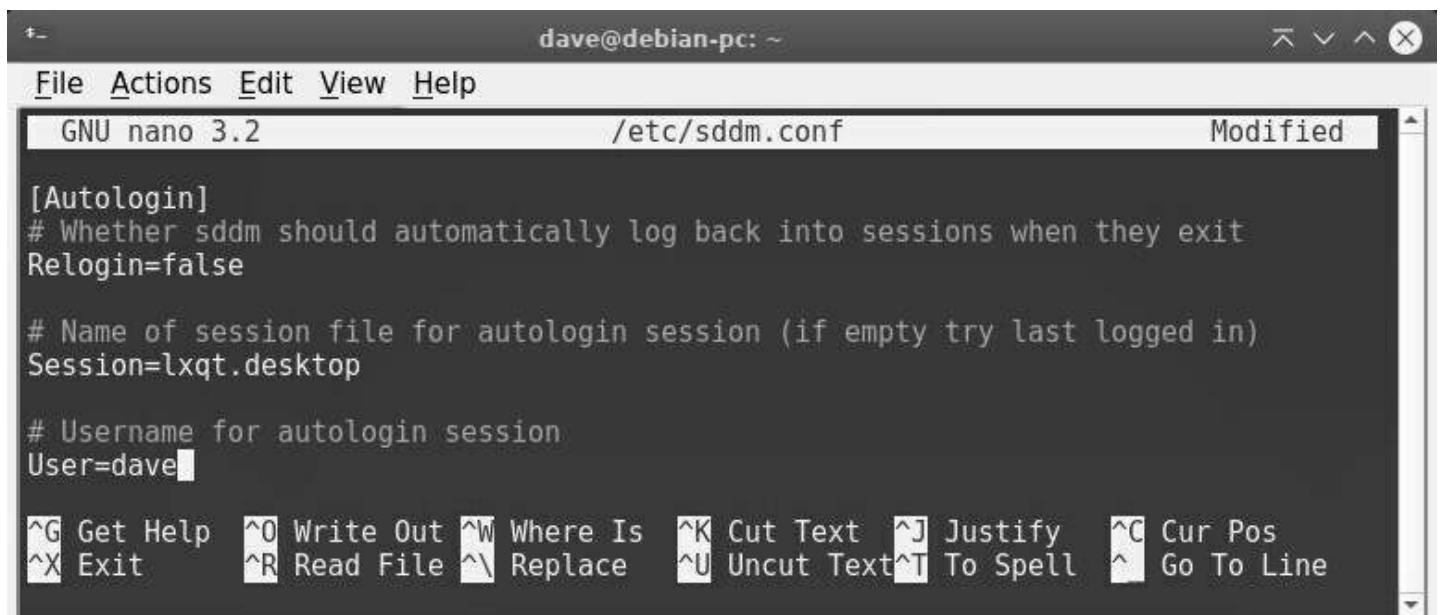 dave@debian-pc: ~
File Actions Edit View Help
GNU nano 3.2 /etc/sddm.conf Modified
[Autologin]
# Whether sddm should automatically log back into sessions when they exit
Relogin=false
# Name of session file for autologin session (if empty try last logged in)
Session=lxqt.desktop
# Username for autologin session
User=dave
^G Get Help ^O Write Out ^W Where Is ^K Cut Text ^J Justify ^C Cur Pos
^X Exit ^R Read File ^\ Replace ^U Uncut Text ^T To Spell ^_ Go To Line